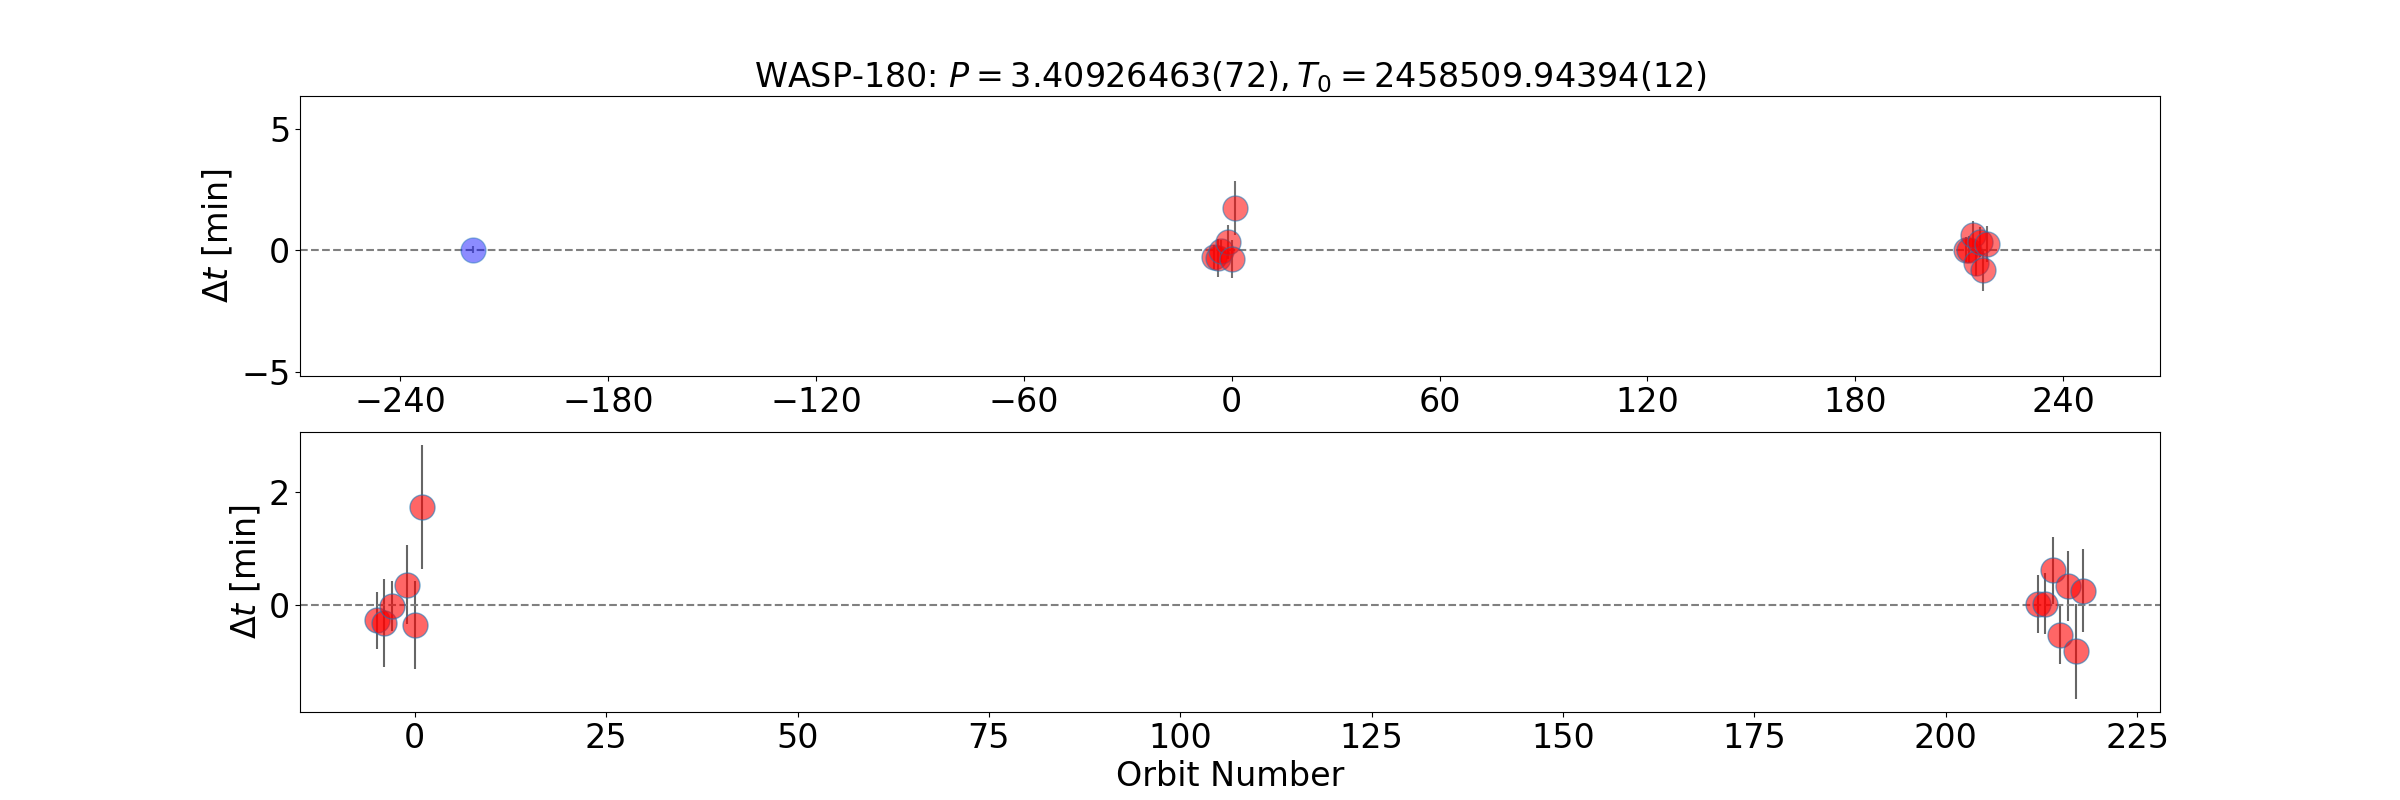 WASP-180: P = 3.40926463(72), T₀ = 2458509.94394(12)
Δt [min]
5
0
−5
−240 −180 −120 −60 0 60 120 180 240
Δt [min]
2
0
0 25 50 75 100 125 150 175 200 225
Orbit Number